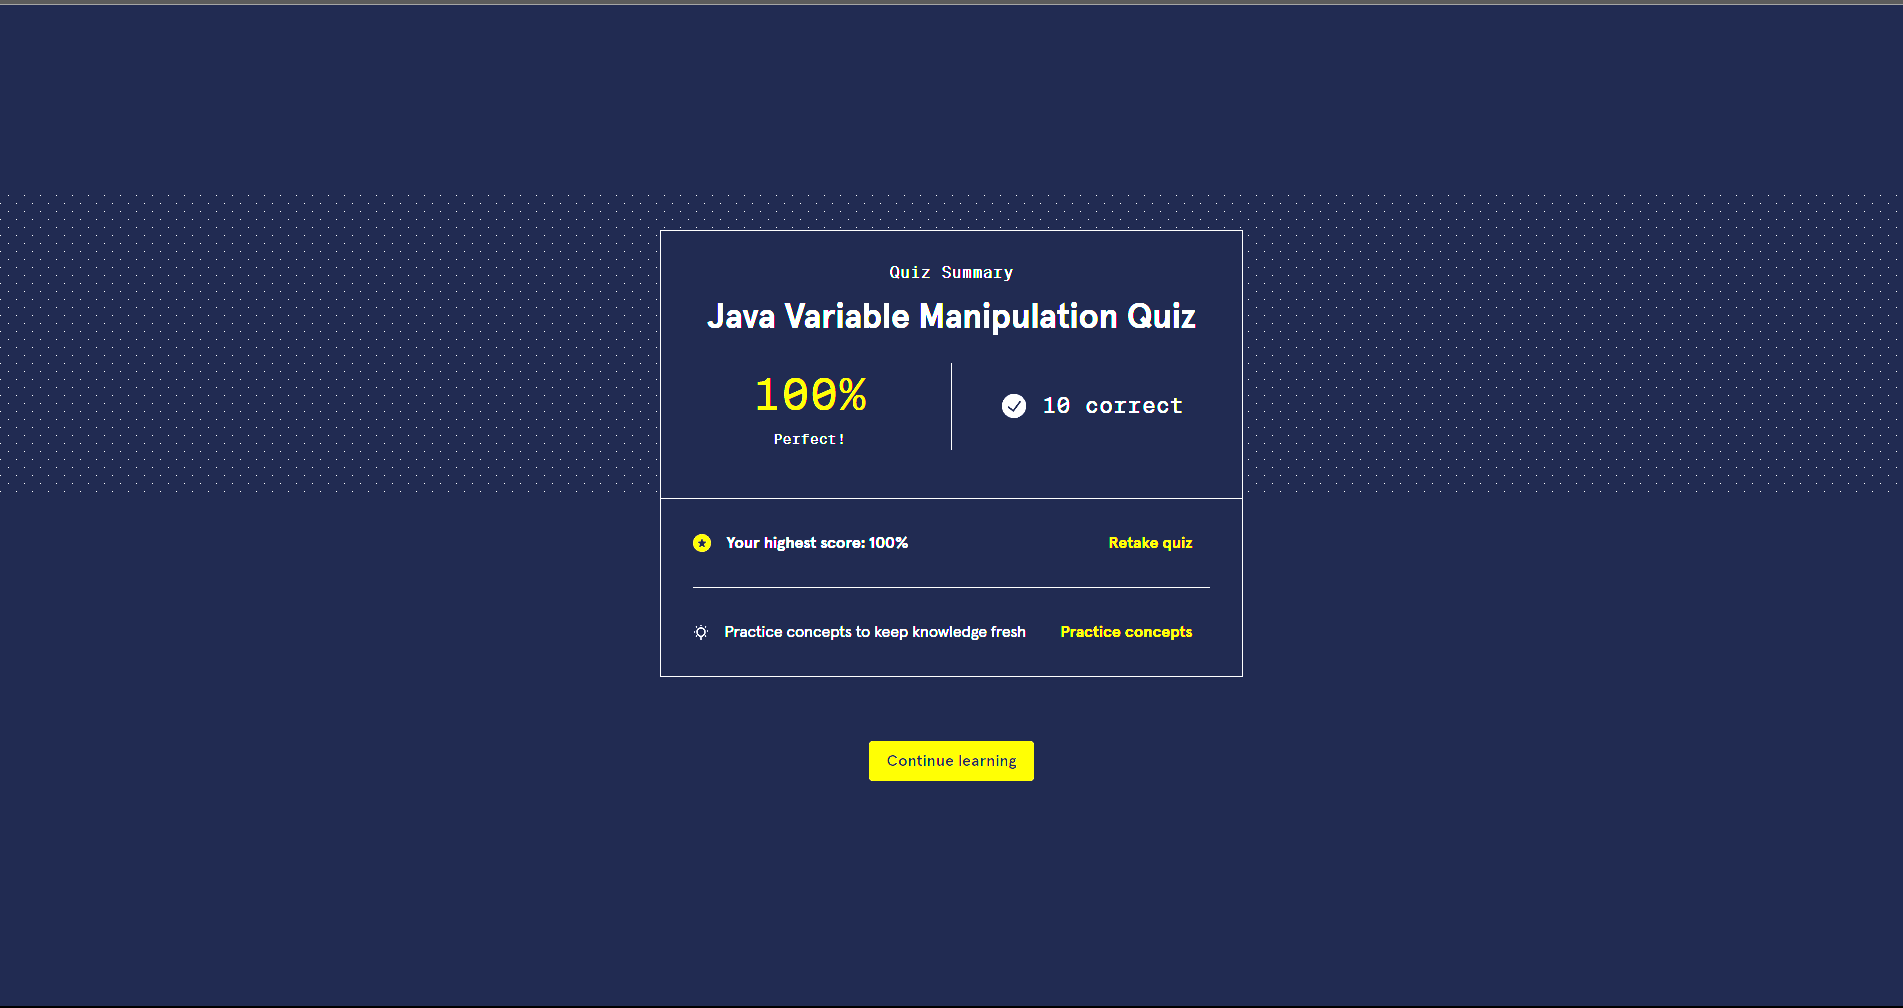 Quiz Summary
Java Variable Manipulation Quiz
100%
Perfect!
10 correct
Your highest score: 100%
Retake quiz
Practice concepts to keep knowledge fresh
Practice concepts
Continue learning